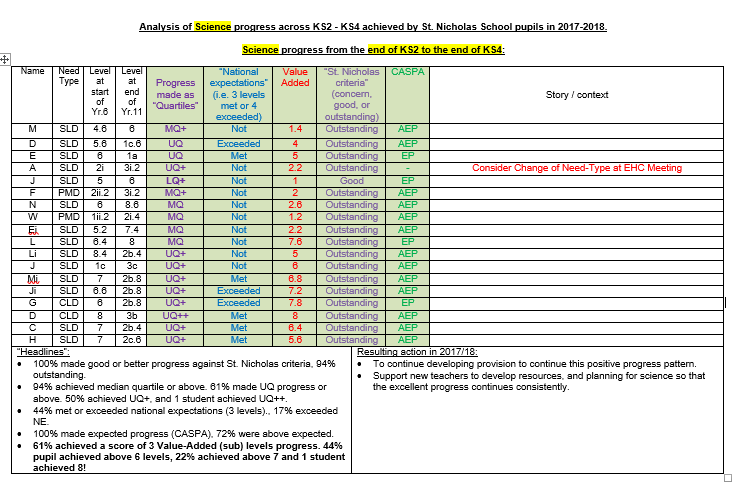 Analysis of Science progress across KS2 - KS4 achieved by St. Nicholas School pupils in 2017-2018.
Science progress from the end of KS2 to the end of KS4:
Name | Need Type | Level at start of Yr.6 | Level at end of Yr.11 | Progress made as "Quartiles" | "National expectations" (i.e. 3 levels met or 4 exceeded) | Value Added | "St. Nicholas criteria" (concern, good, or outstanding) | CASPA | Story / context
M | SLD | 4.6 | 6 | MQ+ | Not | 1.4 | Outstanding | AEP
D | SLD | 5.6 | 1c.6 | UQ | Exceeded | 4 | Outstanding | AEP
E | SLD | 6 | 1a | UQ | Met | 5 | Outstanding | EP
A | SLD | 2i | 3i.2 | UQ+ | Not | 2.2 | Outstanding | - | Consider Change of Need-Type at EHC Meeting
J | SLD | 5 | 6 | LQ+ | Not | 1 | Good | EP
F | PMD | 2ii.2 | 3i.2 | MQ+ | Not | 2 | Outstanding | AEP
N | SLD | 6 | 8.6 | MQ | Not | 2.6 | Outstanding | AEP
W | PMD | 1ii.2 | 2i.4 | MQ | Not | 1.2 | Outstanding | AEP
Ei | SLD | 5.2 | 7.4 | MQ | Not | 2.2 | Outstanding | AEP
L | SLD | 6.4 | 8 | MQ | Not | 7.6 | Outstanding | EP
Li | SLD | 8.4 | 2b.4 | UQ+ | Not | 5 | Outstanding | AEP
J | SLD | 1c | 3c | UQ+ | Not | 6 | Outstanding | AEP
Mi | SLD | 7 | 2b.8 | UQ+ | Met | 6.8 | Outstanding | AEP
Ji | SLD | 6.6 | 2b.8 | UQ+ | Exceeded | 7.2 | Outstanding | AEP
G | CLD | 6 | 2b.8 | UQ+ | Exceeded | 7.8 | Outstanding | EP
D | CLD | 8 | 3b | UQ++ | Met | 8 | Outstanding | AEP
C | SLD | 7 | 2b.4 | UQ+ | Met | 6.4 | Outstanding | AEP
H | SLD | 7 | 2c.6 | UQ+ | Met | 5.6 | Outstanding | AEP
"Headlines":
• 100% made good or better progress against St. Nicholas criteria, 94%
outstanding.
• 94% achieved median quartile or above. 61% made UQ progress or
above. 50% achieved UQ+, and 1 student achieved UQ++.
• 44% met or exceeded national expectations (3 levels)., 17% exceeded
NE.
• 100% made expected progress (CASPA), 72% were above expected.
• 61% achieved a score of 3 Value-Added (sub) levels progress. 44%
pupil achieved above 6 levels, 22% achieved above 7 and 1 student
achieved 8!
Resulting action in 2017/18:
• To continue developing provision to continue this positive progress pattern.
• Support new teachers to develop resources, and planning for science so that
the excellent progress continues consistently.